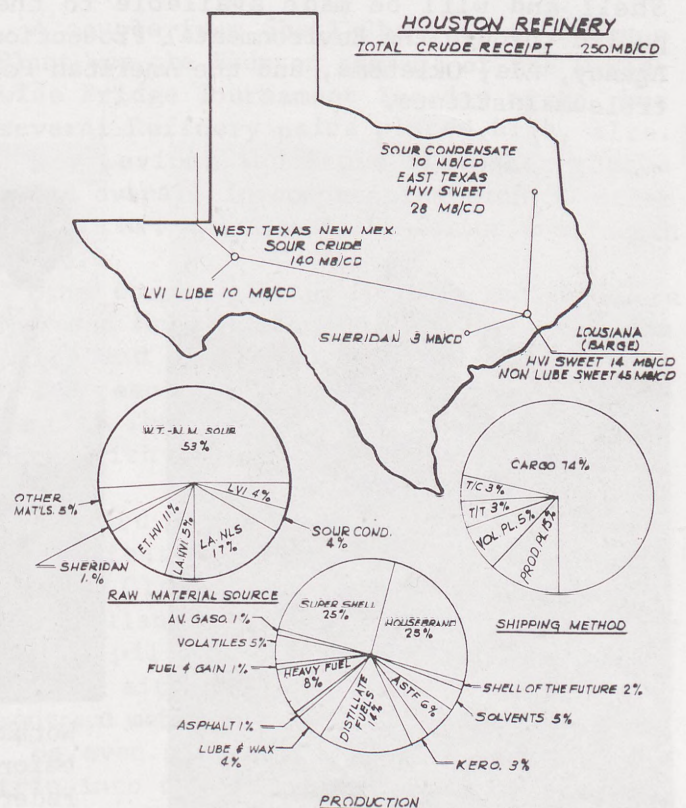 HOUSTON REFINERY
TOTAL CRUDE RECEIPT 250 MB/CD
SOUR CONDENSATE
10 MB/CD
EAST TEXAS
HVI SWEET
28 MB/CD
WEST TEXAS NEW MEX.
SOUR CRUDE
140 MB/CD
LVI LUBE 10 MB/CD
SHERIDAN 3 MB/CD
LOUSIANA
(BARGE)
HVI SWEET 14 MB/CD
NON LUBE SWEET 45 MB/CD
W.T.-N.M. SOUR
53%
LVI 4%
SOUR COND.
4%
LA. NLS
17%
LA.HVI 5%
E.T. HVI 11%
SHERIDAN
1.%
OTHER
MAT'LS. 5%
RAW MATERIAL SOURCE
CARGO 74%
T/C 3%
T/T 3%
VOL. PL. 5%
PROD. PL. 15%
SHIPPING METHOD
SUPER SHELL
25%
HOUSEBRAND
25%
AV. GASO. 1%
VOLATILES 5%
FUEL & GAIN 1%
HEAVY FUEL
8%
ASPHALT 1%
LUBE & WAX
4%
DISTILLATE
FUELS
14%
ASTF 6%
KERO. 3%
SOLVENTS 5%
SHELL OF THE FUTURE 2%
PRODUCTION